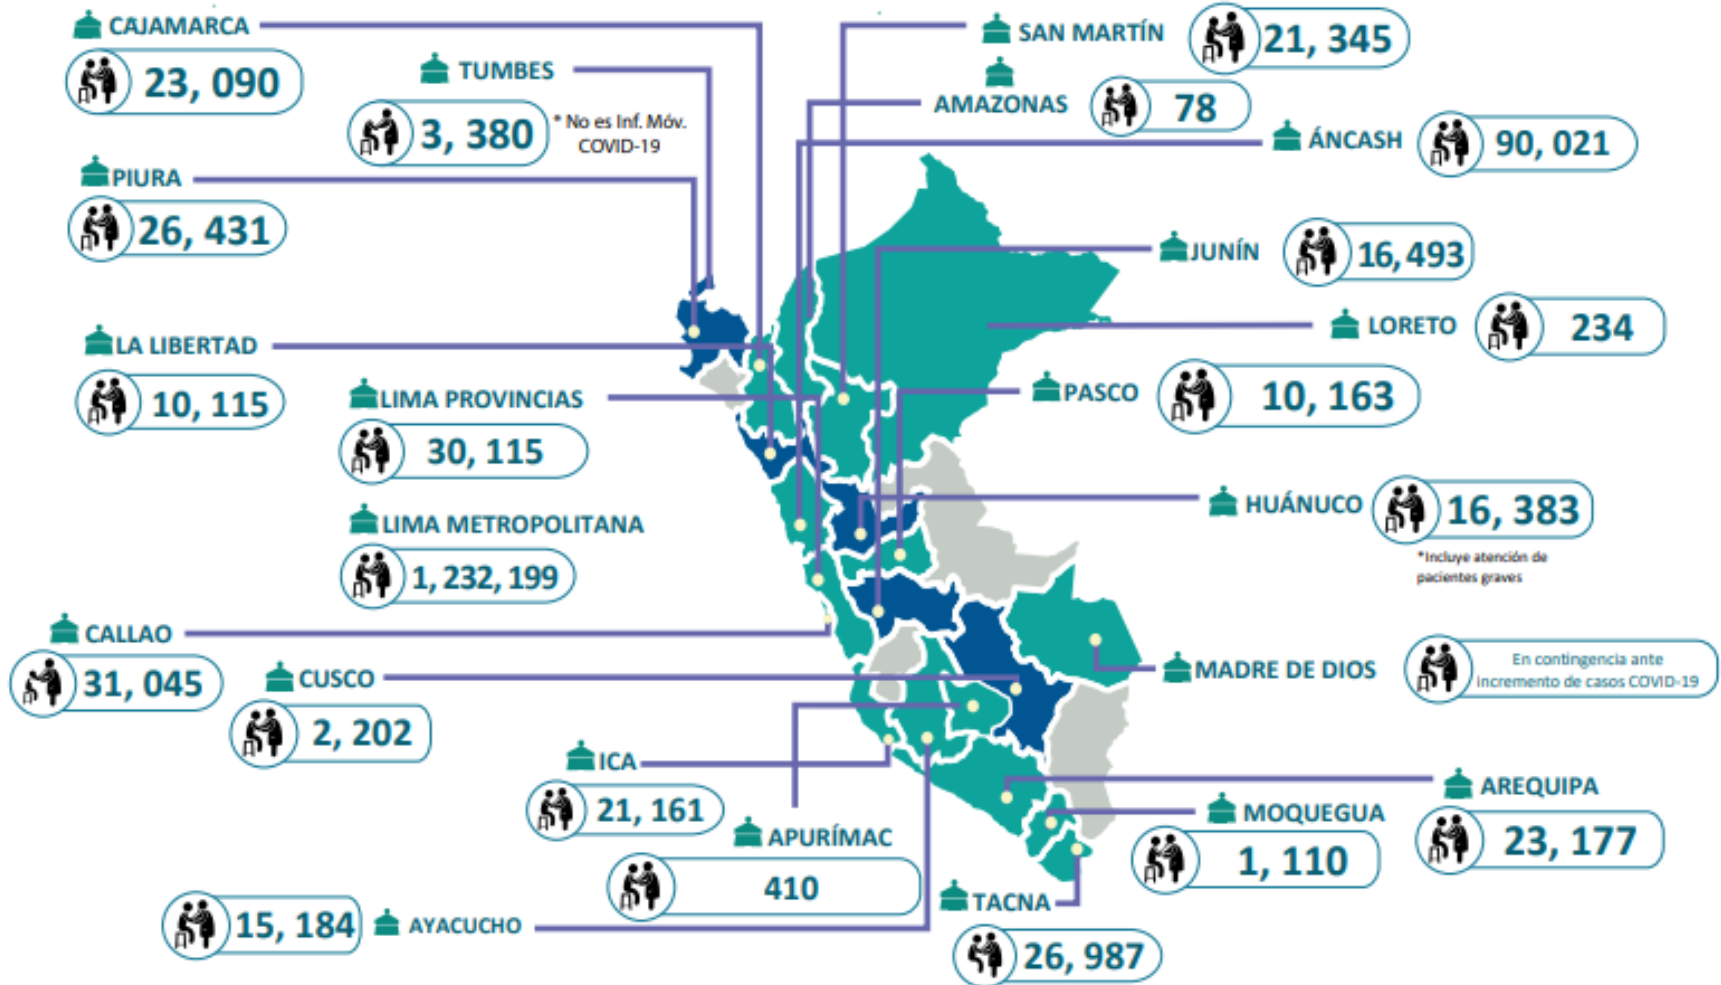 CAJAMARCA
23, 090
TUMBES
3, 380
* No es Inf. Móv.
COVID-19
PIURA
26, 431
LA LIBERTAD
10, 115
LIMA PROVINCIAS
30, 115
LIMA METROPOLITANA
1, 232, 199
CALLAO
31, 045
CUSCO
2, 202
ICA
21, 161
APURÍMAC
410
15, 184
AYACUCHO
SAN MARTÍN
21, 345
AMAZONAS
78
ÁNCASH
90, 021
JUNÍN
16, 493
LORETO
234
PASCO
10, 163
HUÁNUCO
16, 383
*Incluye atención de
pacientes graves
MADRE DE DIOS
En contingencia ante
incremento de casos COVID-19
AREQUIPA
23, 177
MOQUEGUA
1, 110
TACNA
26, 987